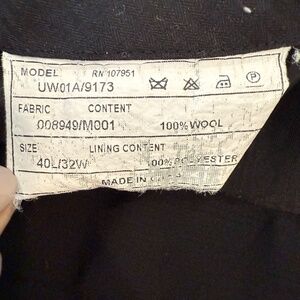 MODEL RN 107951
UW01A/9173
FABRIC CONTENT
008949/M001 100% WOOL
SIZE LINING CONTENT
40L/32W 100% POLYESTER
MADE IN